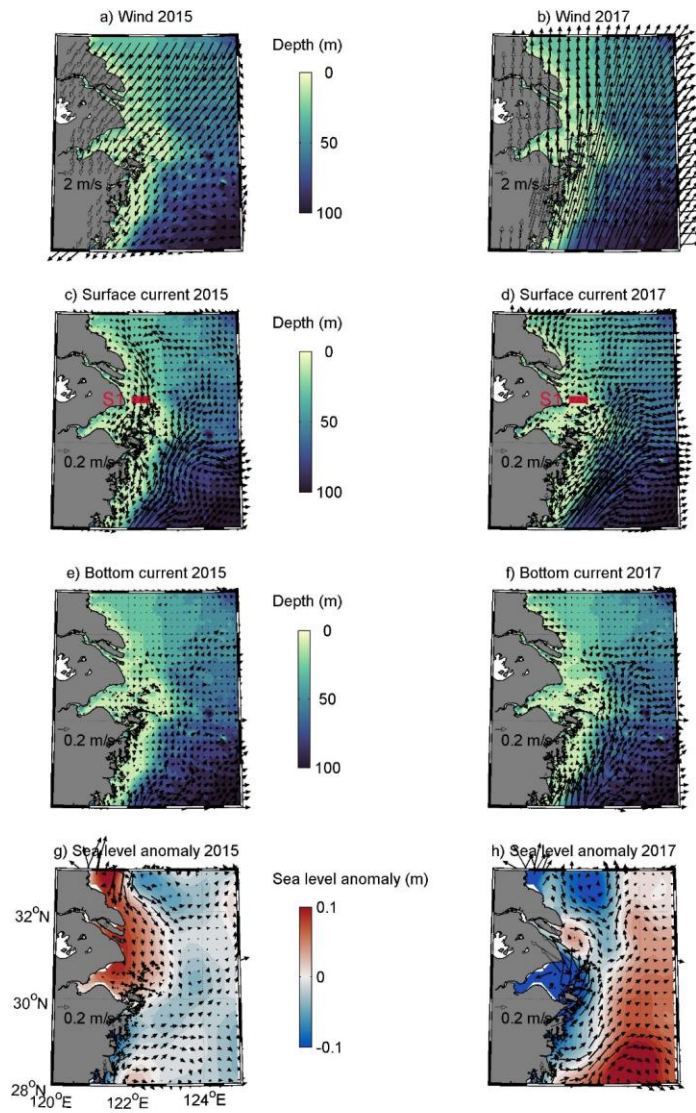 a) Wind 2015
b) Wind 2017
Depth (m)
0
50
100
2 m/s
2 m/s
c) Surface current 2015
d) Surface current 2017
Depth (m)
0
50
100
S1
S1
0.2 m/s
0.2 m/s
e) Bottom current 2015
f) Bottom current 2017
Depth (m)
0
50
100
0.2 m/s
0.2 m/s
g) Sea level anomaly 2015
h) Sea level anomaly 2017
Sea level anomaly (m)
0.1
0
-0.1
32°N
30°N
28°N
0.2 m/s
0.2 m/s
120°E
122°E
124°E